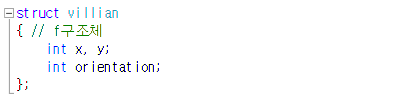 struct villian
{ // f구조체
int x, y;
int orientation;
};